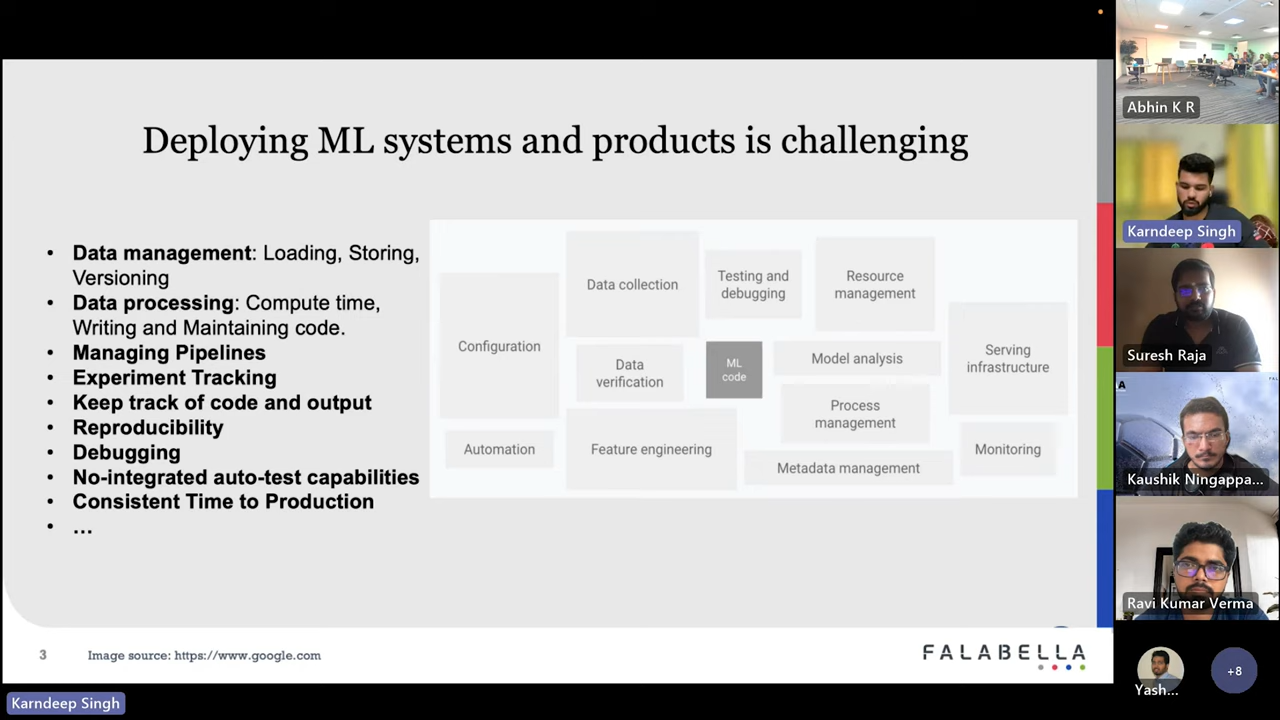 Deploying ML systems and products is challenging
• Data management: Loading, Storing,
Versioning
• Data processing: Compute time,
Writing and Maintaining code.
• Managing Pipelines
• Experiment Tracking
• Keep track of code and output
• Reproducibility
• Debugging
• No-integrated auto-test capabilities
• Consistent Time to Production
• ...
Configuration
Automation
Data collection
Data
verification
Feature engineering
Testing and
debugging
ML
code
Resource
management
Model analysis
Process
management
Metadata management
Serving
infrastructure
Monitoring
3
Image source: https://www.google.com
FALABELLA
Karndeep Singh
Abhin K R
Karndeep Singh
Suresh Raja
Kaushik Ningappa...
Ravi Kumar Verma
Yash...
+8